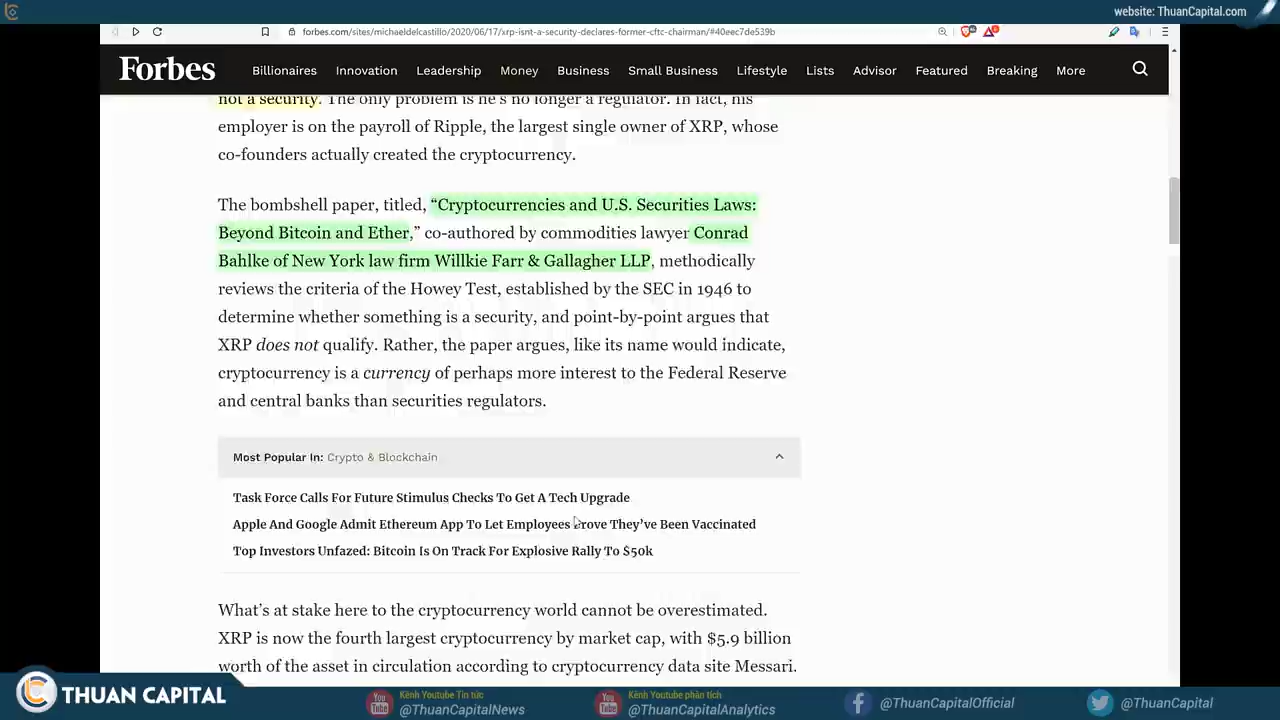 website: ThuanCapital.com
forbes.com/sites/michaeldelcastillo/2020/06/17/xrp-isnt-a-security-declares-former-cftc-chairman/#40eec7de539b
Forbes Billionaires Innovation Leadership Money Business Small Business Lifestyle Lists Advisor Featured Breaking More
not a security. The only problem is he's no longer a regulator. In fact, his
employer is on the payroll of Ripple, the largest single owner of XRP, whose
co-founders actually created the cryptocurrency.
The bombshell paper, titled, “Cryptocurrencies and U.S. Securities Laws:
Beyond Bitcoin and Ether,” co-authored by commodities lawyer Conrad
Bahlke of New York law firm Willkie Farr & Gallagher LLP, methodically
reviews the criteria of the Howey Test, established by the SEC in 1946 to
determine whether something is a security, and point-by-point argues that
XRP does not qualify. Rather, the paper argues, like its name would indicate,
cryptocurrency is a currency of perhaps more interest to the Federal Reserve
and central banks than securities regulators.
Most Popular In: Crypto & Blockchain
Task Force Calls For Future Stimulus Checks To Get A Tech Upgrade
Apple And Google Admit Ethereum App To Let Employees Prove They’ve Been Vaccinated
Top Investors Unfazed: Bitcoin Is On Track For Explosive Rally To $50k
What’s at stake here to the cryptocurrency world cannot be overestimated.
XRP is now the fourth largest cryptocurrency by market cap, with $5.9 billion
worth of the asset in circulation according to cryptocurrency data site Messari.
THUAN CAPITAL
You Tube
Kênh Youtube Tin tức
@ThuanCapitalNews
You Tube
Kênh Youtube phân tích
@ThuanCapitalAnalytics
@ThuanCapitalOfficial
@ThuanCapital